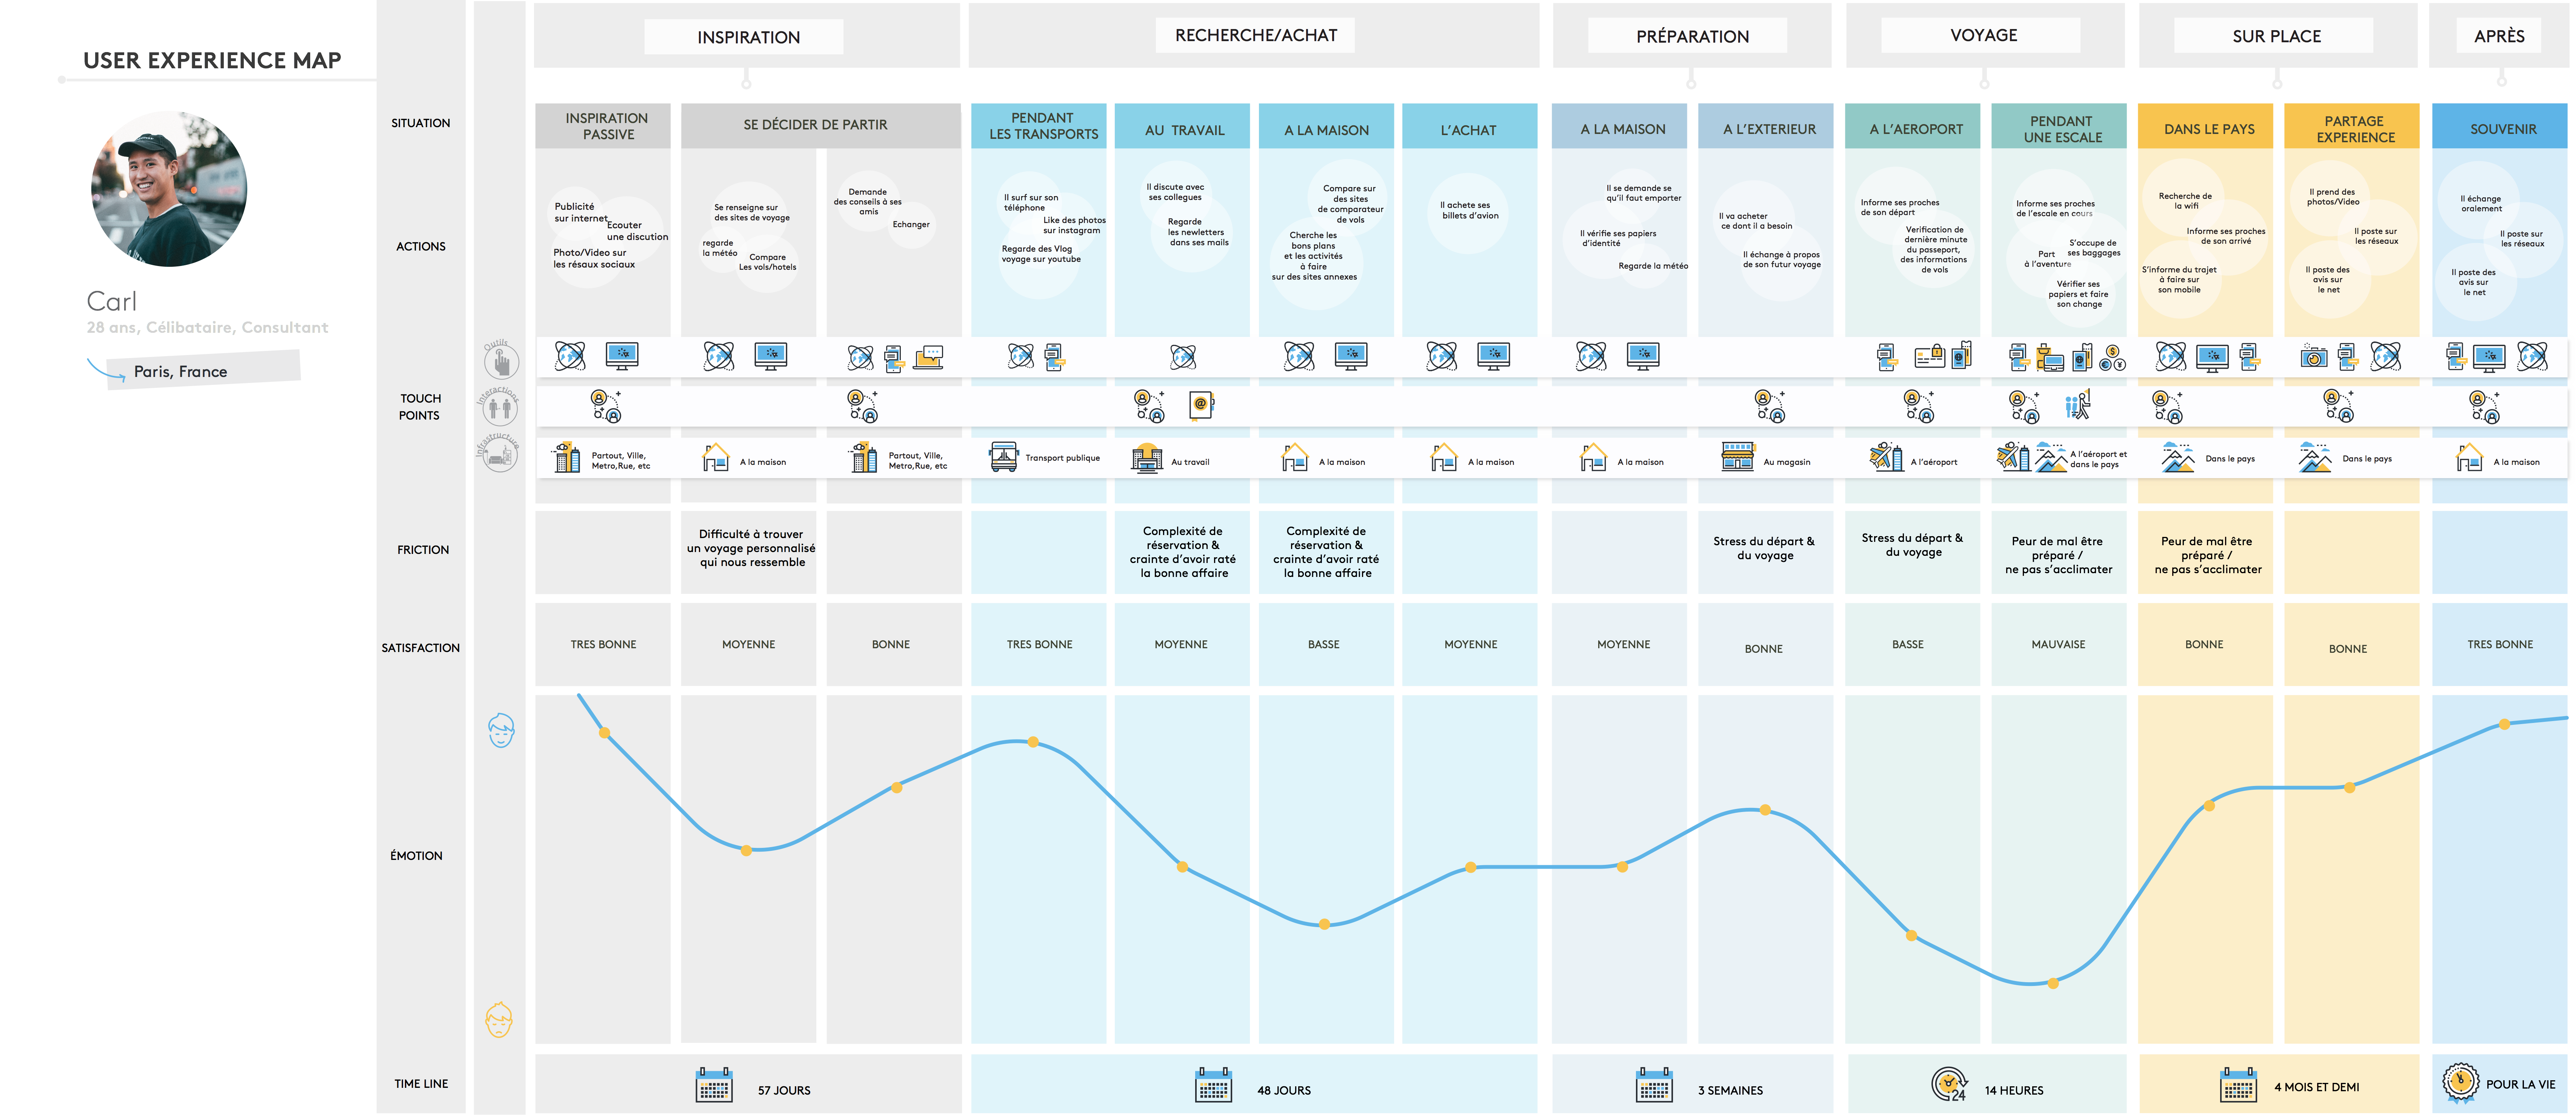 USER EXPERIENCE MAP
Carl
28 ans, Célibataire, Consultant
Paris, France
INSPIRATION
RECHERCHE/ACHAT
PRÉPARATION
VOYAGE
SUR PLACE
APRÈS
SITUATION
INSPIRATION
PASSIVE
SE DÉCIDER DE PARTIR
PENDANT
LES TRANSPORTS
AU TRAVAIL
A LA MAISON
L'ACHAT
A LA MAISON
A L'EXTERIEUR
A L'AEROPORT
PENDANT
UNE ESCALE
DANS LE PAYS
PARTAGE
EXPERIENCE
SOUVENIR
ACTIONS
Publicité
sur internet
Ecouter
une discution
Photo/Video sur
les résaux sociaux
Se renseigne sur
des sites de voyage
regarde
la météo
Compare
Les vols/hotels
Demande
des conseils à ses
amis
Echanger
Il surf sur son
téléphone
Like des photos
sur instagram
Regarde des Vlog
voyage sur youtube
Il discute avec
ses collegues
Regarde
les newletters
dans ses mails
Compare sur
des sites
de comparateur
de vols
Cherche les
bons plans
et les activités
à faire
sur des sites annexes
Il achete ses
billets d'avion
Il se demande se
qu'il faut emporter
Il vérifie ses papiers
d'identité
Regarde la météo
Il va acheter
ce dont il a besoin
Il échange à propos
de son futur voyage
Informe ses proches
de son départ
Vérification de
dernière minute
du passeport,
des informations
de vols
Informe ses proches
de l'escale en cours
S'occupe de
ses baggages
Part
à l'aventure
Vérifier ses
papiers et faire
son change
Recherche de
la wifi
Informe ses proches
de son arrivé
S'informe du trajet
à faire sur
son mobile
Il prend des
photos/Video
Il poste sur
les réseaux
Il poste des
avis sur
le net
Il échange
oralement
Il poste sur
les réseaux
Il poste des
avis sur
le net
TOUCH
POINTS
Outils
Interactions
Infrastructure
24
Partout, Ville,
Metro,Rue, etc
A la maison
Partout, Ville,
Metro,Rue, etc
Transport publique
Au travail
A la maison
A la maison
A la maison
Au magasin
A l'aéroport
A l'aéroport et
dans le pays
Dans le pays
Dans le pays
A la maison
FRICTION
Difficulté à trouver
un voyage personnalisé
qui nous ressemble
Complexité de
réservation &
crainte d'avoir raté
la bonne affaire
Complexité de
réservation &
crainte d'avoir raté
la bonne affaire
Stress du départ &
du voyage
Stress du départ &
du voyage
Peur de mal être
préparé /
ne pas s'acclimater
Peur de mal être
préparé /
ne pas s'acclimater
SATISFACTION
TRES BONNE
MOYENNE
BONNE
TRES BONNE
MOYENNE
BASSE
MOYENNE
MOYENNE
BONNE
BASSE
MAUVAISE
BONNE
BONNE
TRES BONNE
ÉMOTION
TIME LINE
57 JOURS
48 JOURS
3 SEMAINES
14 HEURES
4 MOIS ET DEMI
POUR LA VIE